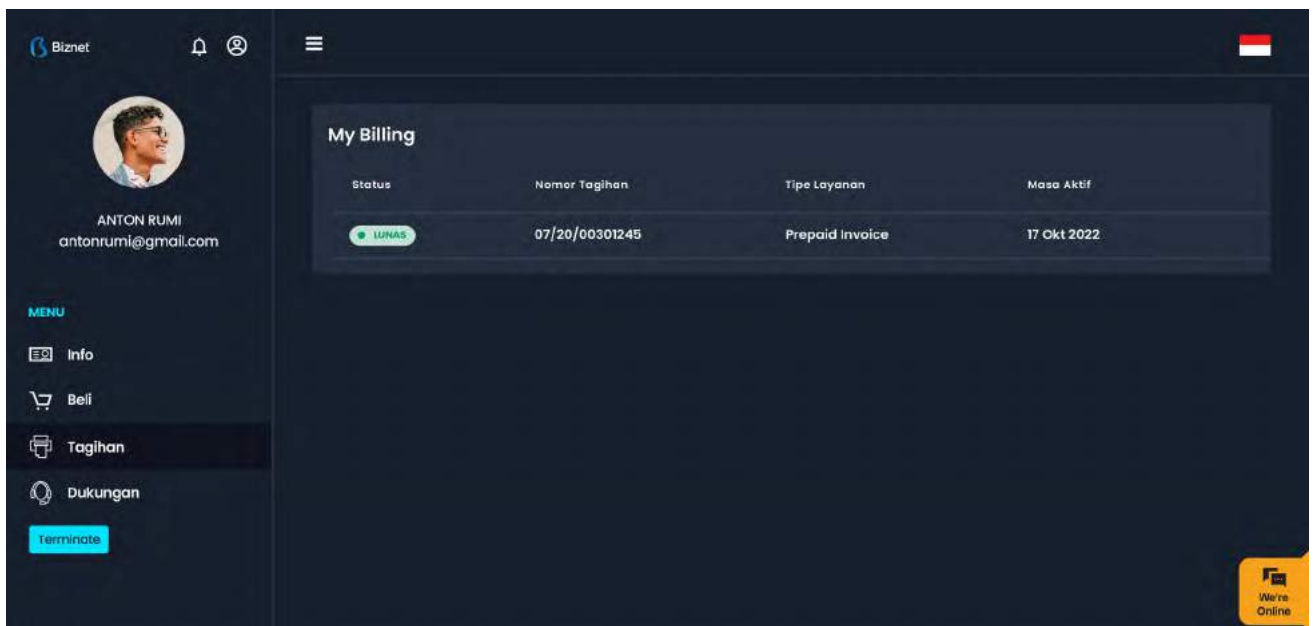 Biznet
ANTON RUMI
antonrumi@gmail.com
MENU
Info
Beli
Tagihan
Dukungan
Terminate
My Billing
Status Nomor Tagihan Tipe Layanan Masa Aktif
LUNAS 07/20/00301245 Prepaid Invoice 17 Okt 2022
We're
Online